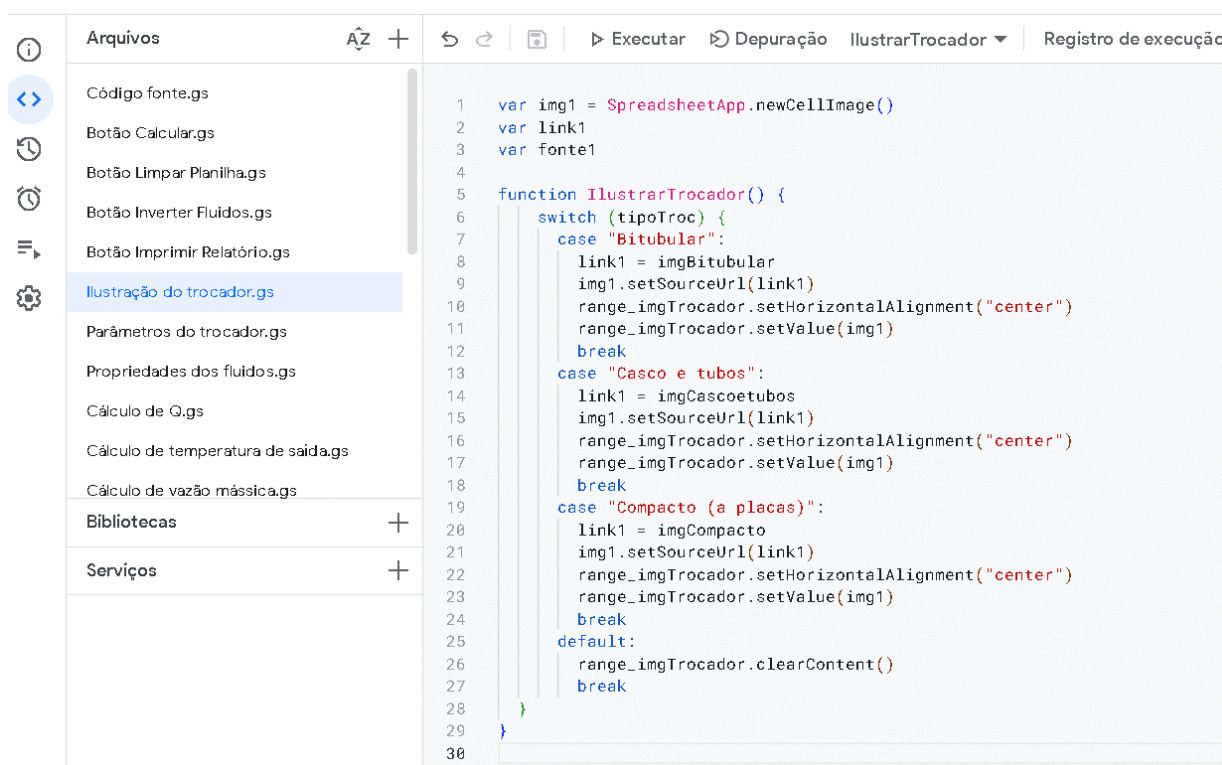 Arquivos
AZ
Executar Depuração IlustrarTrocador Registro de execução
Código fonte.gs
Botão Calcular.gs
Botão Limpar Planilha.gs
Botão Inverter Fluidos.gs
Botão Imprimir Relatório.gs
Ilustração do trocador.gs
Parâmetros do trocador.gs
Propriedades dos fluidos.gs
Cálculo de Q.gs
Cálculo de temperatura de saída.gs
Cálculo de vazão mássica.gs
Bibliotecas
Serviços
1 var img1 = SpreadsheetApp.newCellImage()
2 var link1
3 var fonte1
4
5 function IlustrarTrocador() {
6 switch (tipoTroc) {
7 case "Bitubular":
8 link1 = imgBitubular
9 img1.setSourceUrl(link1)
10 range_imgTrocador.setHorizontalAlignment("center")
11 range_imgTrocador.setValue(img1)
12 break
13 case "Casco e tubos":
14 link1 = imgCascoetubos
15 img1.setSourceUrl(link1)
16 range_imgTrocador.setHorizontalAlignment("center")
17 range_imgTrocador.setValue(img1)
18 break
19 case "Compacto (a placas)":
20 link1 = imgCompacto
21 img1.setSourceUrl(link1)
22 range_imgTrocador.setHorizontalAlignment("center")
23 range_imgTrocador.setValue(img1)
24 break
25 default:
26 range_imgTrocador.clearContent()
27 break
28 }
29 }
30